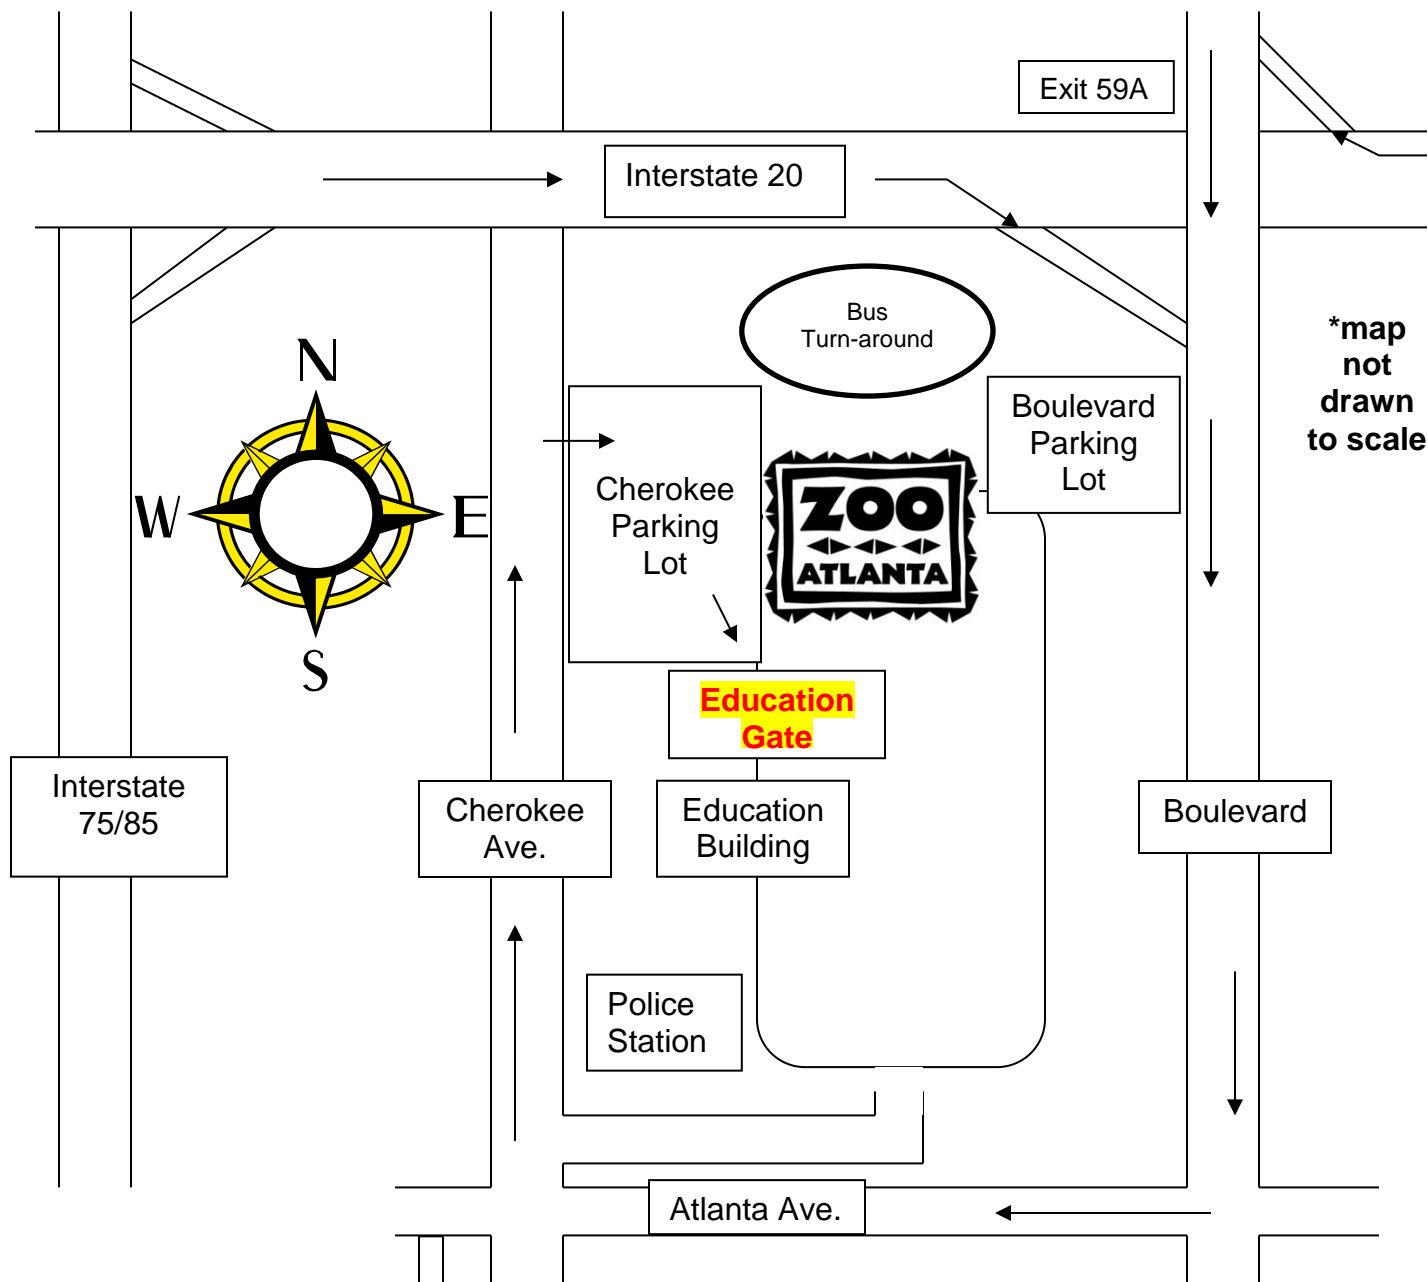 Exit 59A
Interstate 20
Bus
Turn-around
*map
not
drawn
to scale
N
W
E
S
Boulevard
Parking
Lot
Cherokee
Parking
Lot
ZOO
ATLANTA
Education
Gate
Interstate
75/85
Cherokee
Ave.
Education
Building
Boulevard
Police
Station
Atlanta Ave.